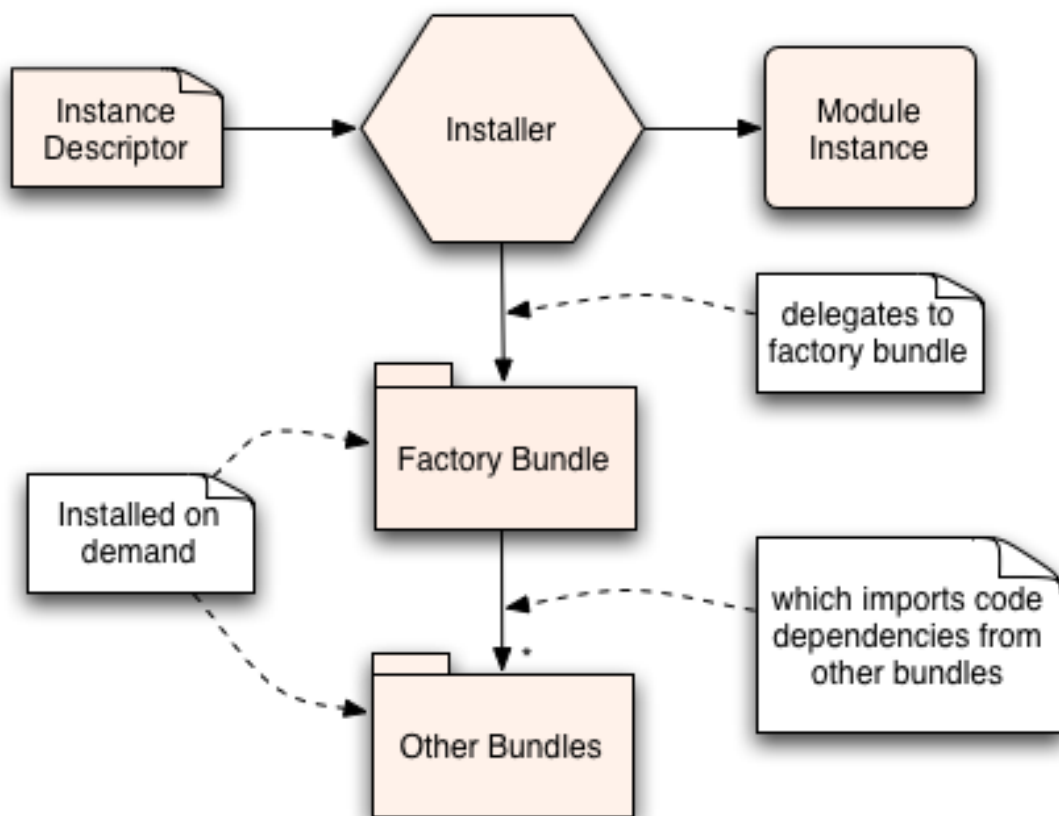 Instance
Descriptor
Installer
Module
Instance
delegates to
factory bundle
Factory Bundle
Installed on
demand
which imports code
dependencies from
other bundles
*
Other Bundles